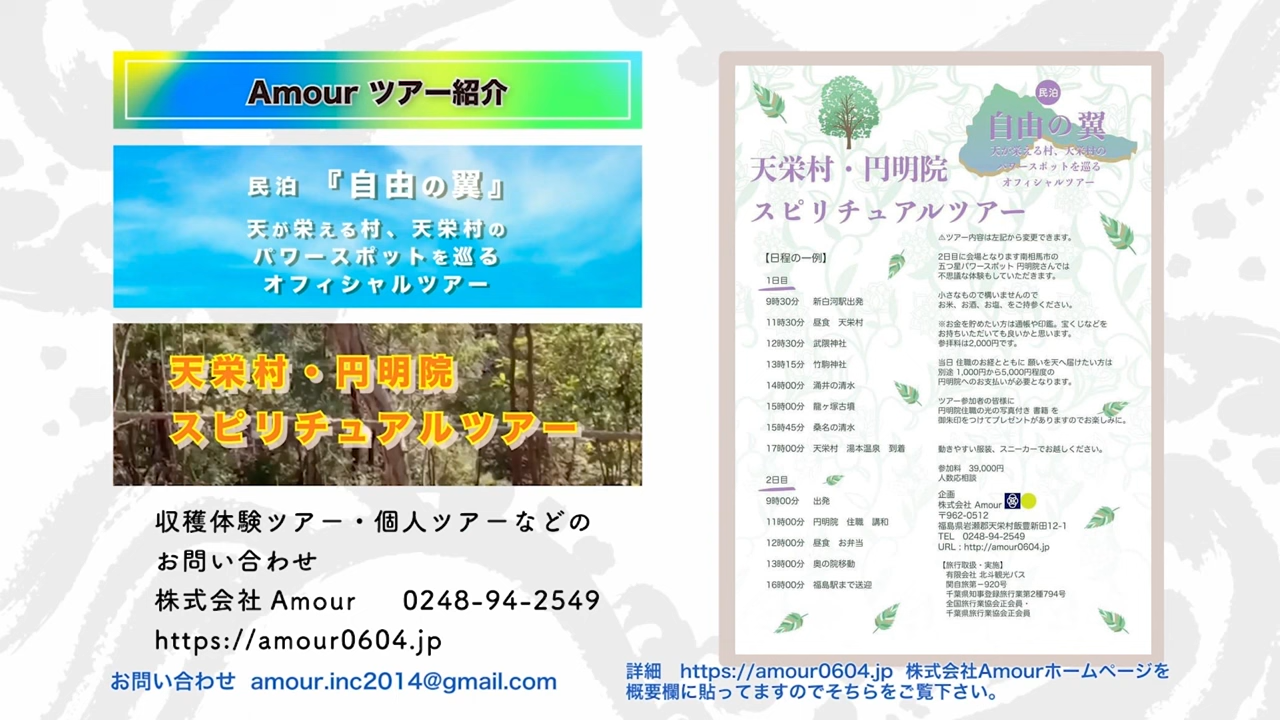 Amour ツアー紹介
民泊 『自由の翼』
天が栄える村、天栄村の
パワースポットを巡る
オフィシャルツアー
天栄村・円明院
スピリチュアルツアー
収穫体験ツアー・個人ツアーなどの
お問い合わせ
株式会社 Amour 0248-94-2549
https://amour0604.jp
お問い合わせ amour.inc2014@gmail.com
民泊
自由の翼
天が栄える村、天栄村の
パワースポットを巡る
オフィシャルツアー
天栄村・円明院
スピリチュアルツアー
【日程の一例】
1日目
9時30分 新白河駅出発
11時30分 昼食 天栄村
12時30分 武隈神社
13時15分 竹駒神社
14時00分 涌井の清水
15時00分 龍ヶ塚古墳
15時45分 桑名の清水
17時00分 天栄村 湯本温泉 到着
2日目
9時00分 出発
11時00分 円明院 住職 講和
12時00分 昼食 お弁当
13時00分 奥の院移動
16時00分 福島駅まで送迎
⚠ツアー内容は左記から変更できます。
2日目に会場となります南相馬市の
五つ星パワースポット 円明院さんでは
不思議な体験もしていただきます。
小さなもので構いませんので
お米、お酒、お塩、をご持参ください。
※お金を貯めたい方は通帳や印鑑。宝くじなどを
お持ちいただいても良いかと思います。
参拝料は2,000円です。
当日 住職のお経とともに 願いを天へ届けたい方は
別途 1,000円から5,000円程度の
円明院へのお支払いが必要となります。
ツアー参加者の皆様に
円明院住職の光の写真付き 書籍 を
御朱印をつけてプレゼントがありますのでお楽しみに。
動きやすい服装、スニーカーでお越しください。
参加料 39,000円
人数応相談
企画
株式会社 Amour
〒962-0512
福島県岩瀬郡天栄村飯豊新田12-1
TEL 0248-94-2549
URL : http://amour0604.jp
【旅行取扱・実施】
有限会社 北斗観光バス
関自旅第－920号
千葉県知事登録旅行業第2種794号
全国旅行業協会正会員・
千葉県旅行業協会正会員
詳細 https://amour0604.jp 株式会社Amourホームページを
概要欄に貼ってますのでそちらをご覧下さい。